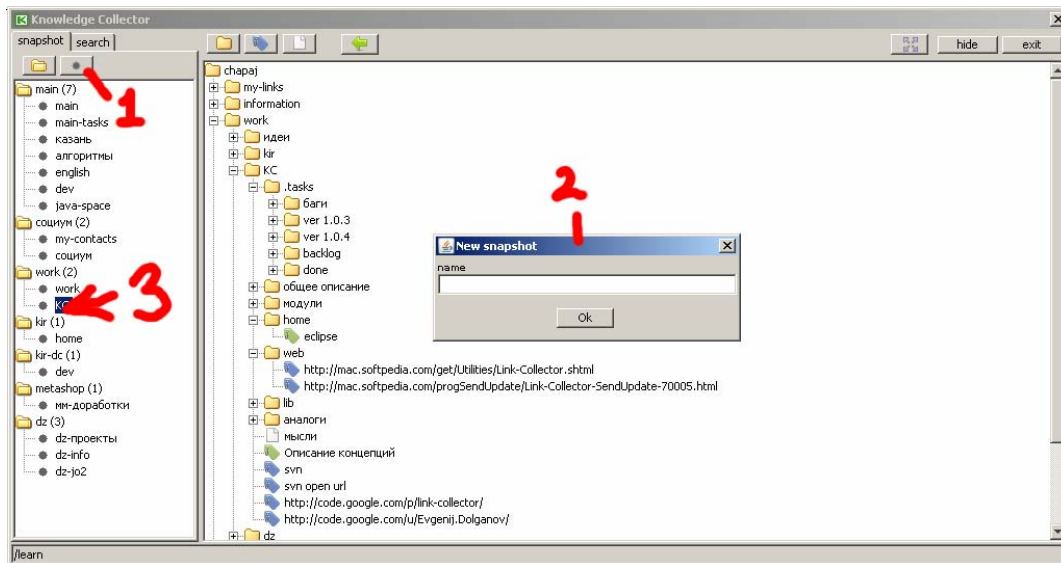 Knowledge Collector
snapshot search
hide exit
1
main (7)
main
main-tasks
казань
алгоритмы
english
dev
java-space
социум (2)
my-contacts
социум
work (2)
work
КС
3
kir (1)
home
kir-dc (1)
dev
metashop (1)
мм-доработки
dz (3)
dz-проекты
dz-info
dz-jo2
chapaj
my-links
information
work
идеи
kir
КС
.tasks
баги
ver 1.0.3
ver 1.0.4
backlog
done
общее описание
модули
home
eclipse
web
http://mac.softpedia.com/get/Utilities/Link-Collector.shtml
http://mac.softpedia.com/progSendUpdate/Link-Collector-SendUpdate-70005.html
lib
аналоги
мысли
Описание концепций
svn
svn open url
http://code.google.com/p/link-collector/
http://code.google.com/u/Evgenij.Dolganov/
dz
2
New snapshot
name
Ok
/learn